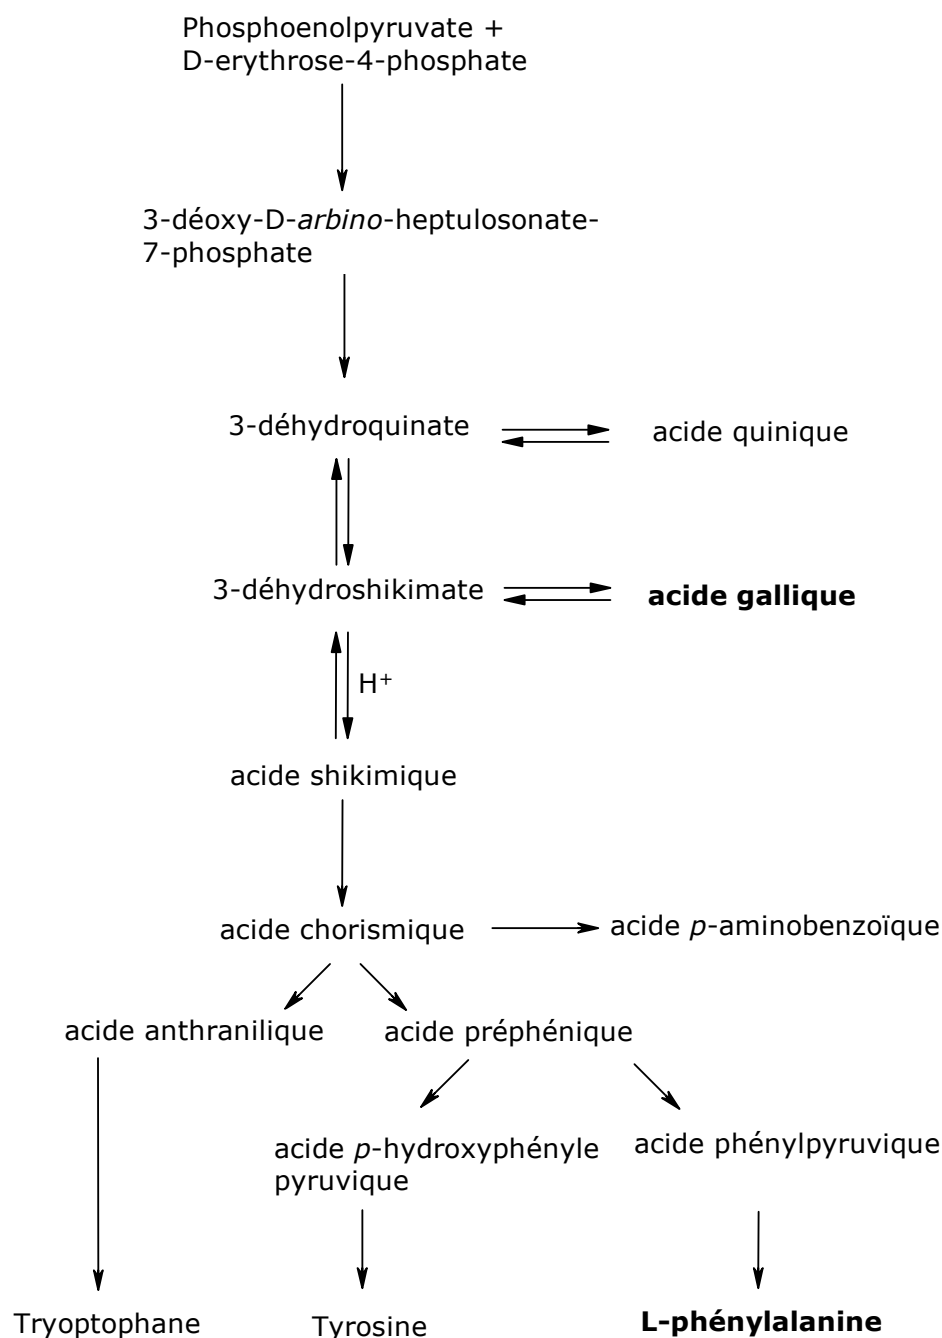 Phosphoenolpyruvate +
D-erythrose-4-phosphate
3-déoxy-D-arbino-heptulosonate-
7-phosphate
3-déhydroquinate
acide quinique
3-déhydroshikimate
acide gallique
H+
acide shikimique
acide chorismique
acide p-aminobenzoïque
acide anthranilique
acide préphénique
acide p-hydroxyphényle
pyruvique
acide phénylpyruvique
Tryoptophane
Tyrosine
L-phénylalanine